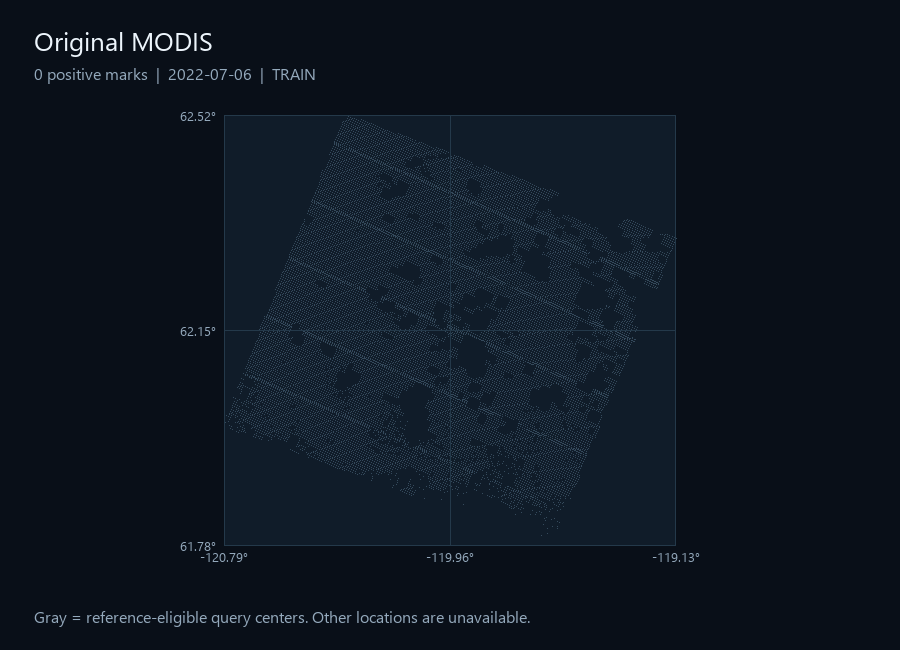 Original MODIS
0 positive marks | 2022-07-06 | TRAIN
62.52°
62.15°
61.78°
-120.79° -119.96° -119.13°
Gray = reference-eligible query centers. Other locations are unavailable.